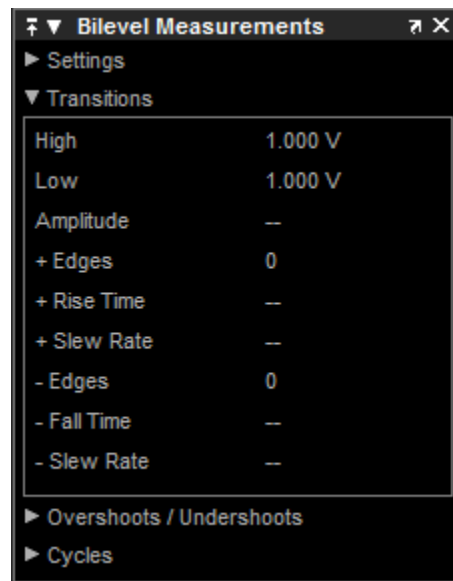 Bilevel Measurements
Settings
Transitions
High 1.000 V
Low 1.000 V
Amplitude --
+ Edges 0
+ Rise Time --
+ Slew Rate --
- Edges 0
- Fall Time --
- Slew Rate --
Overshoots / Undershoots
Cycles